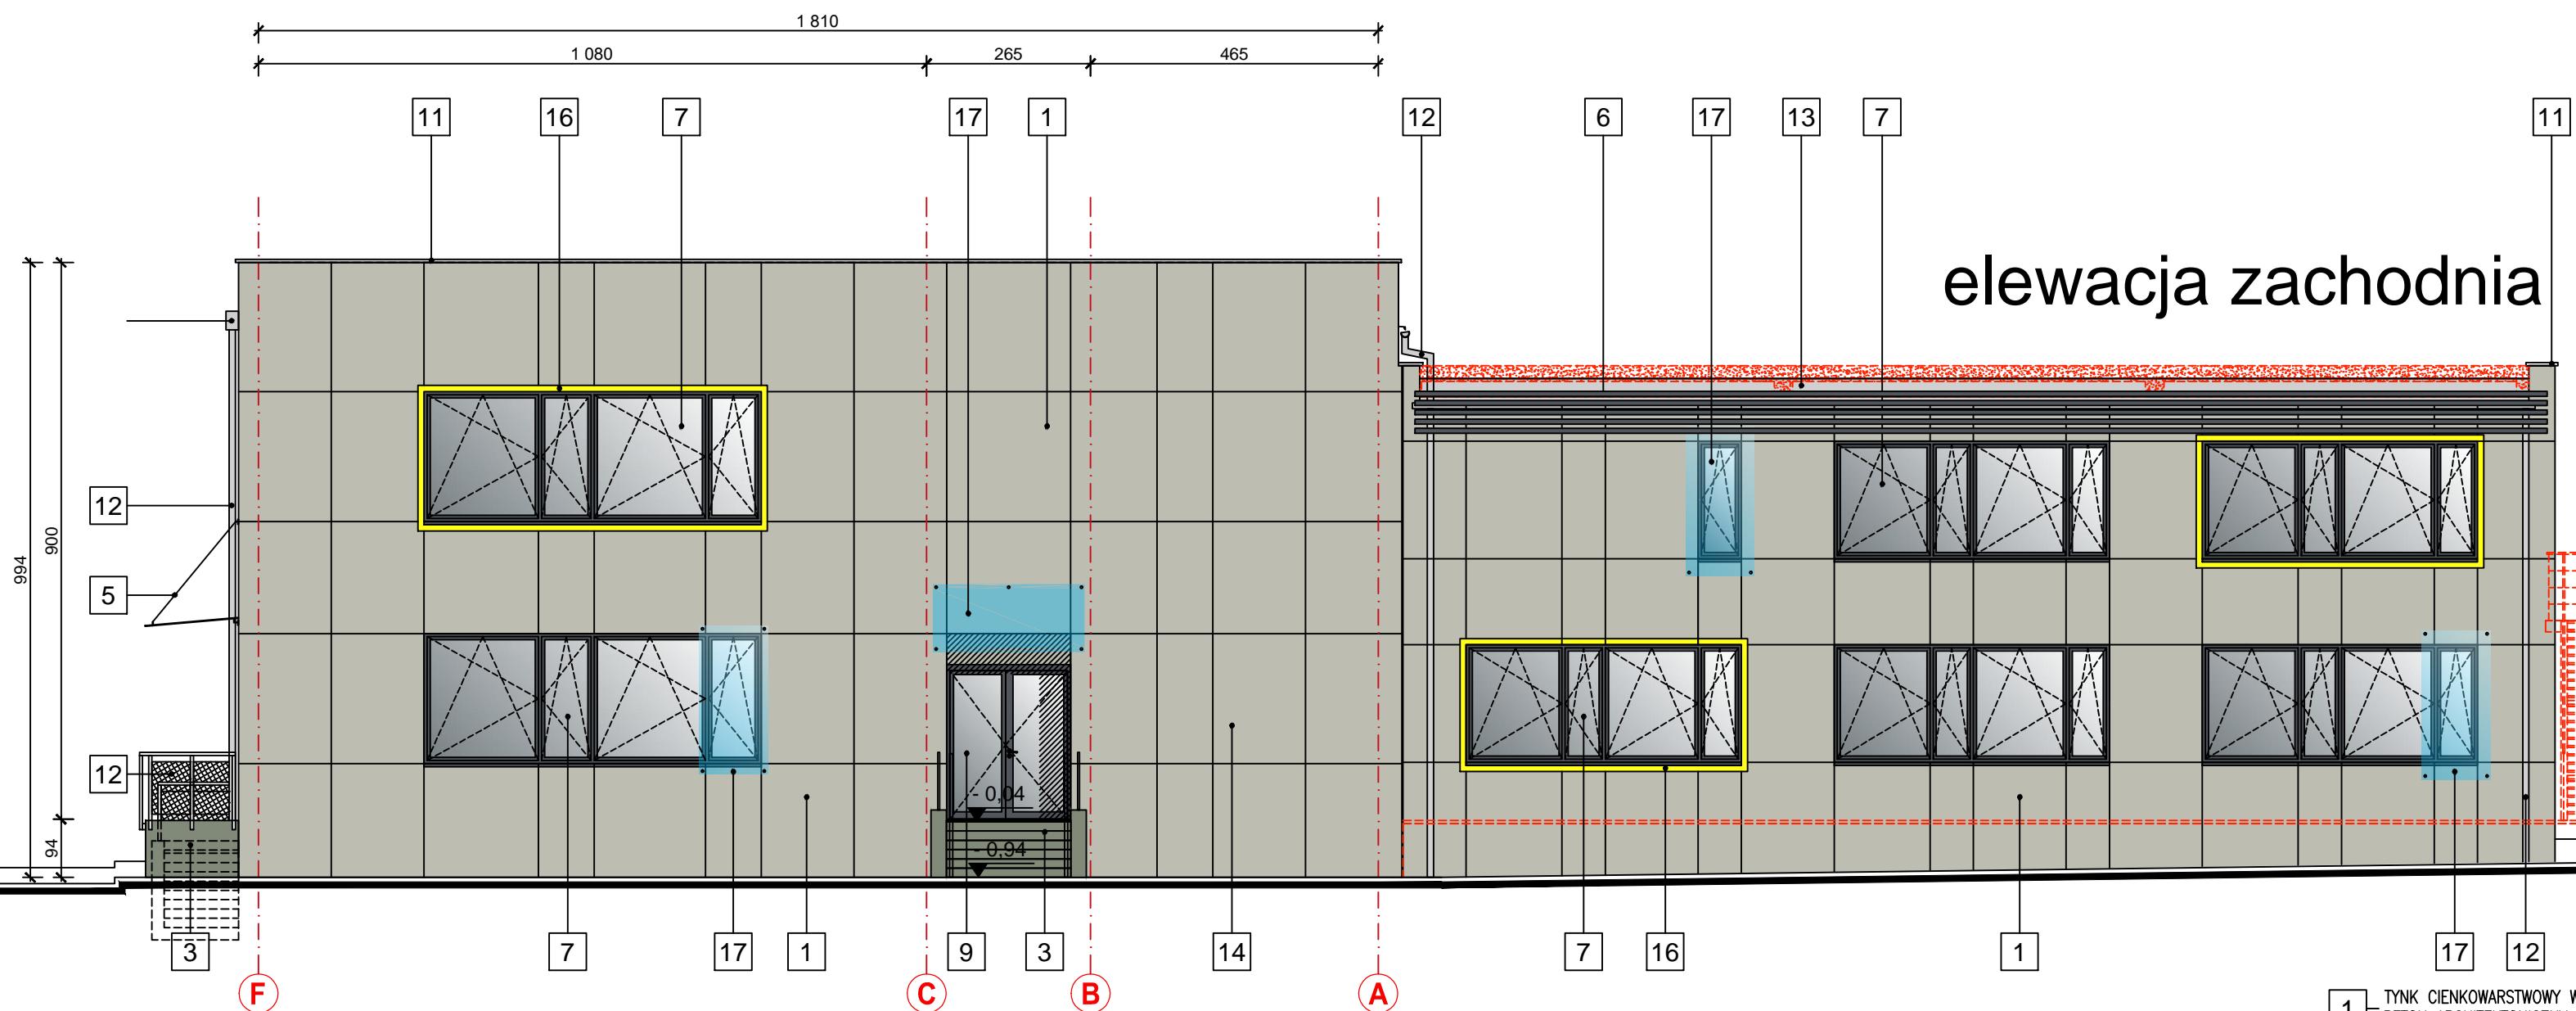 1 810
1 080 265 465
11 16 7 17 1 12 6 17 13 7 11
elewacja zachodnia
12
900
994
5
12
- 0,04
94
- 0,94
3 7 17 1 9 3 14 7 16 1 17 12
F C B A
1 TYNK CIENKOWARSTWOWY W